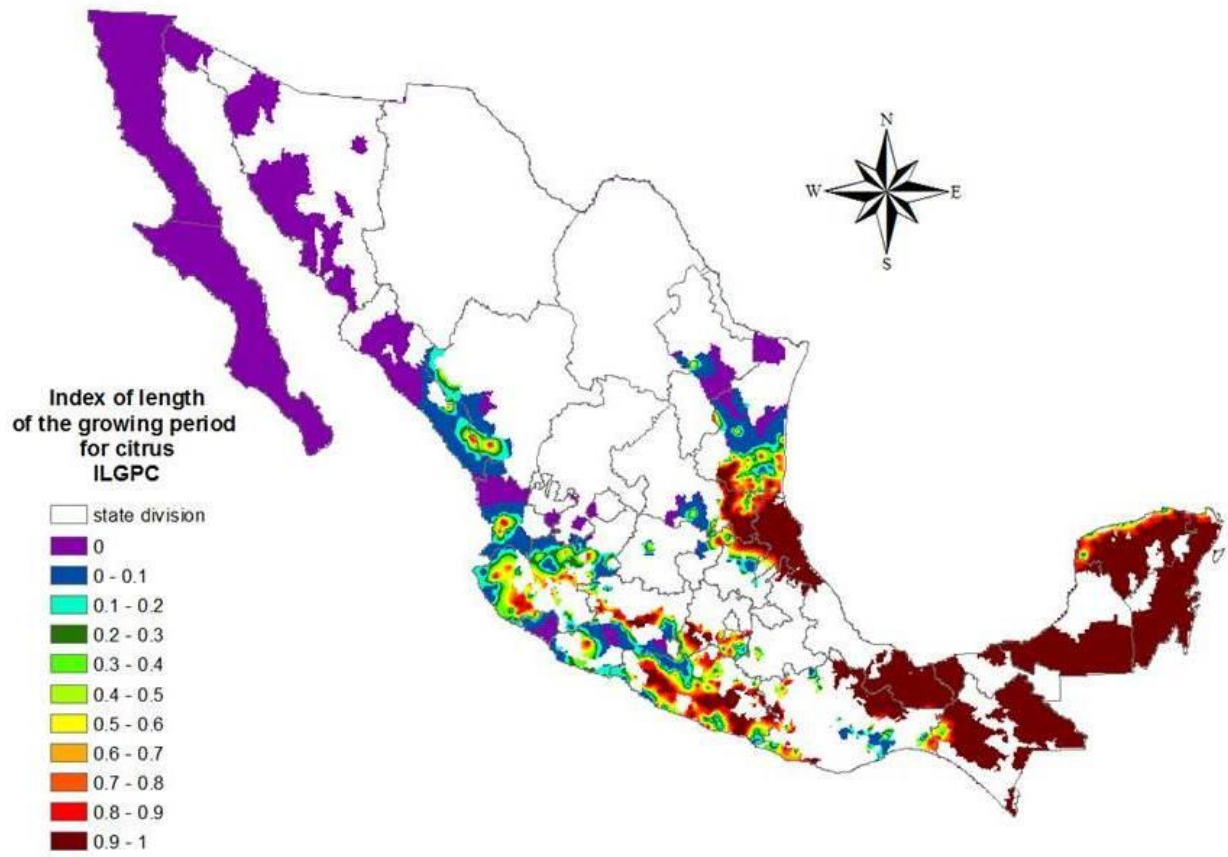 N
W
E
S
Index of length
of the growing period
for citrus
ILGPC
state division
0
0 - 0.1
0.1 - 0.2
0.2 - 0.3
0.3 - 0.4
0.4 - 0.5
0.5 - 0.6
0.6 - 0.7
0.7 - 0.8
0.8 - 0.9
0.9 - 1